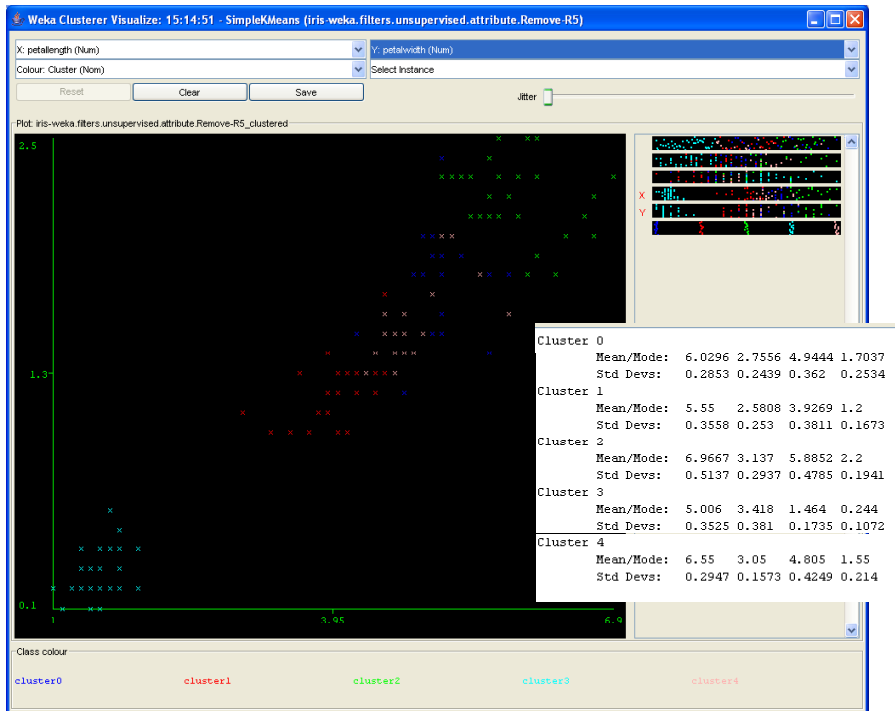 Weka Clusterer Visualize: 15:14:51 - SimpleKMeans (iris-weka.filters.unsupervised.attribute.Remove-R5)
X: petallength (Num) Y: petalwidth (Num)
Colour: Cluster (Nom) Select Instance
Reset Clear Save Jitter
Plot: iris-weka.filters.unsupervised.attribute.Remove-R5_clustered
2.5
X
Y
1.3
0.1
1 3.95 6.9
Cluster 0
Mean/Mode: 6.0296 2.7556 4.9444 1.7037
Std Devs: 0.2853 0.2439 0.362 0.2534
Cluster 1
Mean/Mode: 5.55 2.5808 3.9269 1.2
Std Devs: 0.3558 0.253 0.3811 0.1673
Cluster 2
Mean/Mode: 6.9667 3.137 5.8852 2.2
Std Devs: 0.5137 0.2937 0.4785 0.1941
Cluster 3
Mean/Mode: 5.006 3.418 1.464 0.244
Std Devs: 0.3525 0.381 0.1735 0.1072
Cluster 4
Mean/Mode: 6.55 3.05 4.805 1.55
Std Devs: 0.2947 0.1573 0.4249 0.214
Class colour
cluster0 cluster1 cluster2 cluster3 cluster4